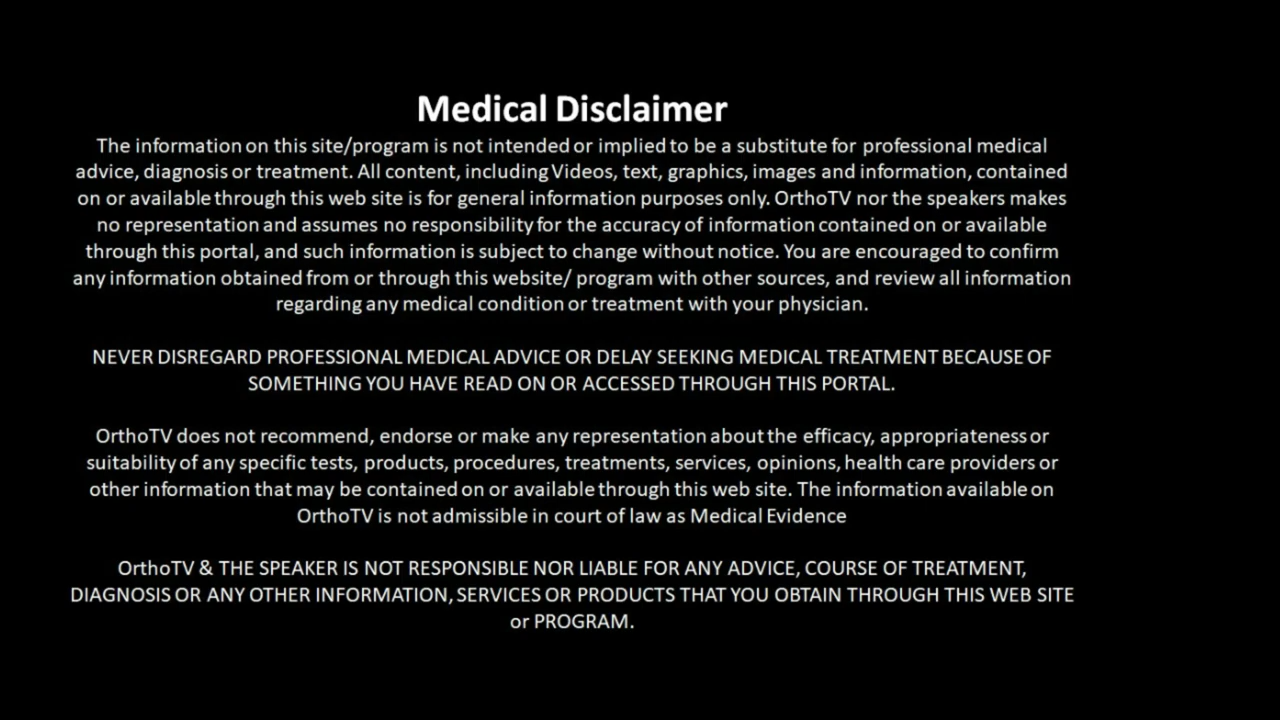 Medical Disclaimer
The information on this site/program is not intended or implied to be a substitute for professional medical
advice, diagnosis or treatment. All content, including Videos, text, graphics, images and information, contained
on or available through this web site is for general information purposes only. OrthoTV nor the speakers makes
no representation and assumes no responsibility for the accuracy of information contained on or available
through this portal, and such information is subject to change without notice. You are encouraged to confirm
any information obtained from or through this website/ program with other sources, and review all information
regarding any medical condition or treatment with your physician.
NEVER DISREGARD PROFESSIONAL MEDICAL ADVICE OR DELAY SEEKING MEDICAL TREATMENT BECAUSE OF
SOMETHING YOU HAVE READ ON OR ACCESSED THROUGH THIS PORTAL.
OrthoTV does not recommend, endorse or make any representation about the efficacy, appropriateness or
suitability of any specific tests, products, procedures, treatments, services, opinions, health care providers or
other information that may be contained on or available through this web site. The information available on
OrthoTV is not admissible in court of law as Medical Evidence
OrthoTV & THE SPEAKER IS NOT RESPONSIBLE NOR LIABLE FOR ANY ADVICE, COURSE OF TREATMENT,
DIAGNOSIS OR ANY OTHER INFORMATION, SERVICES OR PRODUCTS THAT YOU OBTAIN THROUGH THIS WEB SITE
or PROGRAM.